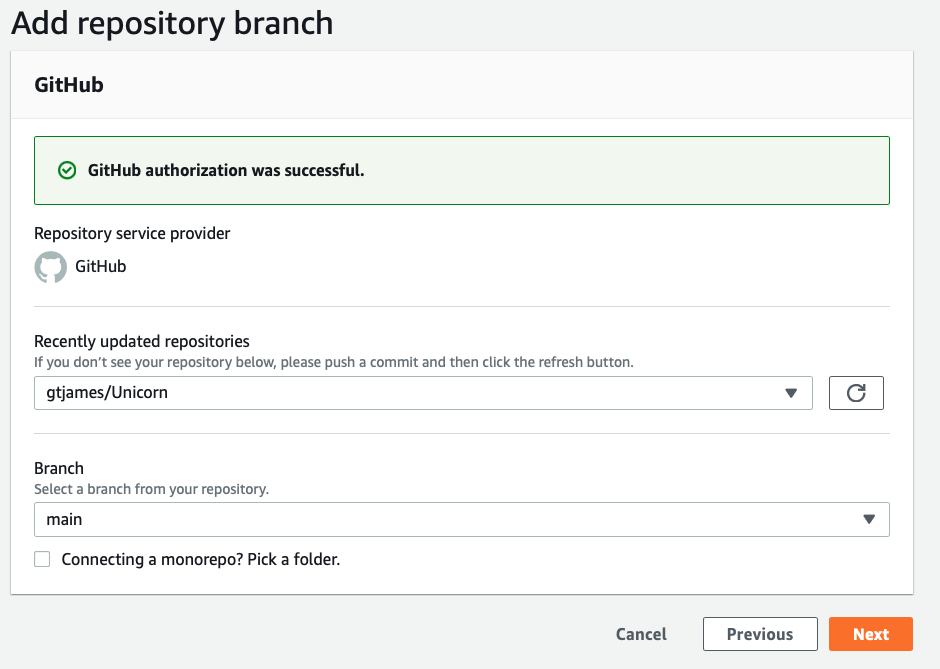 Add repository branch
GitHub
GitHub authorization was successful.
Repository service provider
GitHub
Recently updated repositories
If you don’t see your repository below, please push a commit and then click the refresh button.
gtjames/Unicorn
Branch
Select a branch from your repository.
main
Connecting a monorepo? Pick a folder.
Cancel
Previous
Next